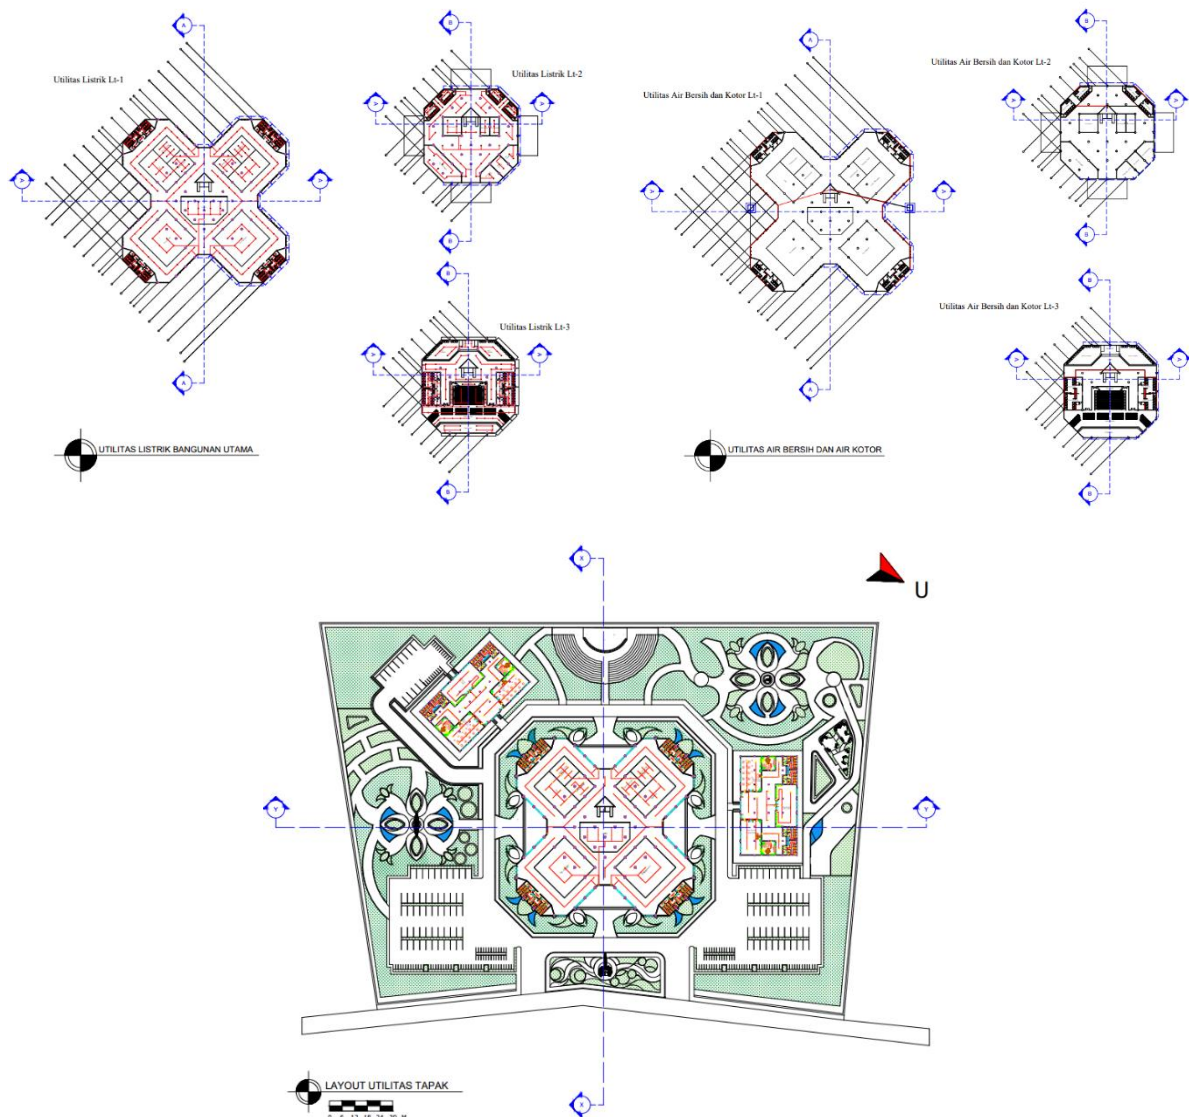 A
B
Utilitas Listrik Lt-1
Utilitas Listrik Lt-2
A
A
A
A
B
B
Utilitas Listrik Lt-3
A
A
A
B
UTILITAS LISTRIK BANGUNAN UTAMA
A
B
Utilitas Air Bersih dan Kotor Lt-2
Utilitas Air Bersih dan Kotor Lt-1
A
A
A
A
B
B
Utilitas Air Bersih dan Kotor Lt-3
A
A
A
B
UTILITAS AIR BERSIH DAN AIR KOTOR
X
U
Y
Y
LAYOUT UTILITAS TAPAK
X